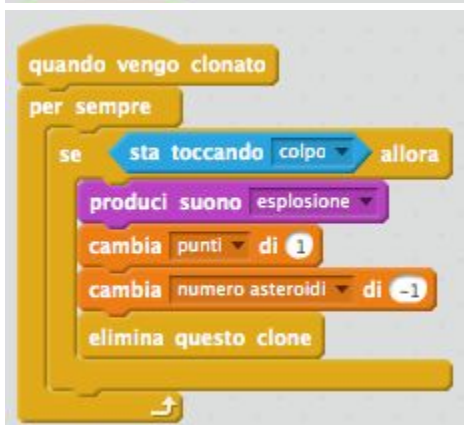 quando vengo clonato
per sempre
se sta toccando colpo allora
produci suono esplosione
cambia punti di 1
cambia numero asteroidi di -1
elimina questo clone